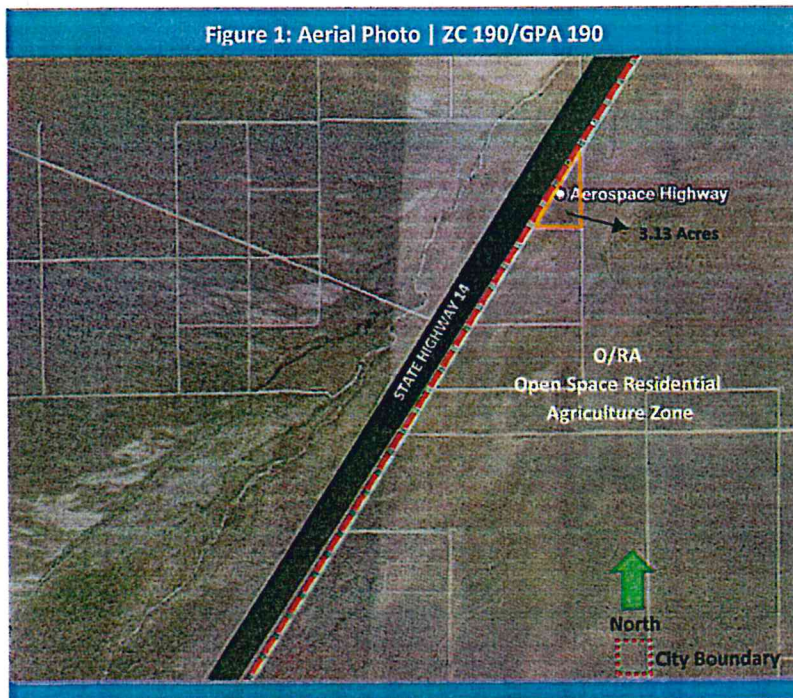 Figure 1: Aerial Photo | ZC 190/GPA 190
Aerospace Highway
3.13 Acres
STATE HIGHWAY 14
O/RA
Open Space Residential
Agriculture Zone
North
City Boundary